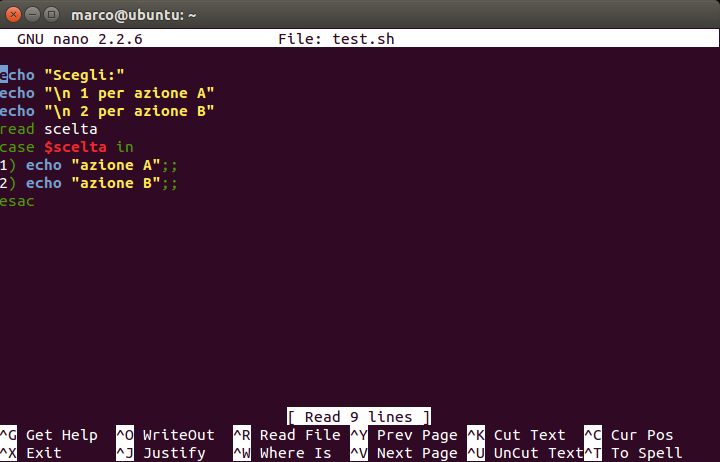 marco@ubuntu: ~
GNU nano 2.2.6 File: test.sh
echo "Scegli:"
echo "\n 1 per azione A"
echo "\n 2 per azione B"
read scelta
case $scelta in
1) echo "azione A";;
2) echo "azione B";;
esac
[ Read 9 lines ]
^G Get Help ^O WriteOut ^R Read File ^Y Prev Page ^K Cut Text ^C Cur Pos
^X Exit ^J Justify ^W Where Is ^V Next Page ^U UnCut Text ^T To Spell